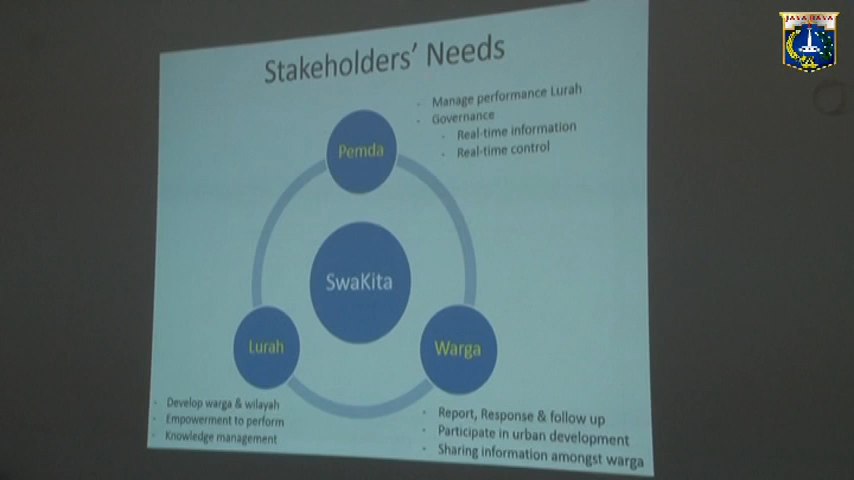 JAYA RAYA
Stakeholders' Needs
- Manage performance Lurah
- Governance
- Real-time information
- Real-time control
Pemda
SwaKita
Lurah
Warga
- Develop warga & wilayah
- Empowerment to perform
- Knowledge management
- Report, Response & follow up
- Participate in urban development
- Sharing information amongst warga